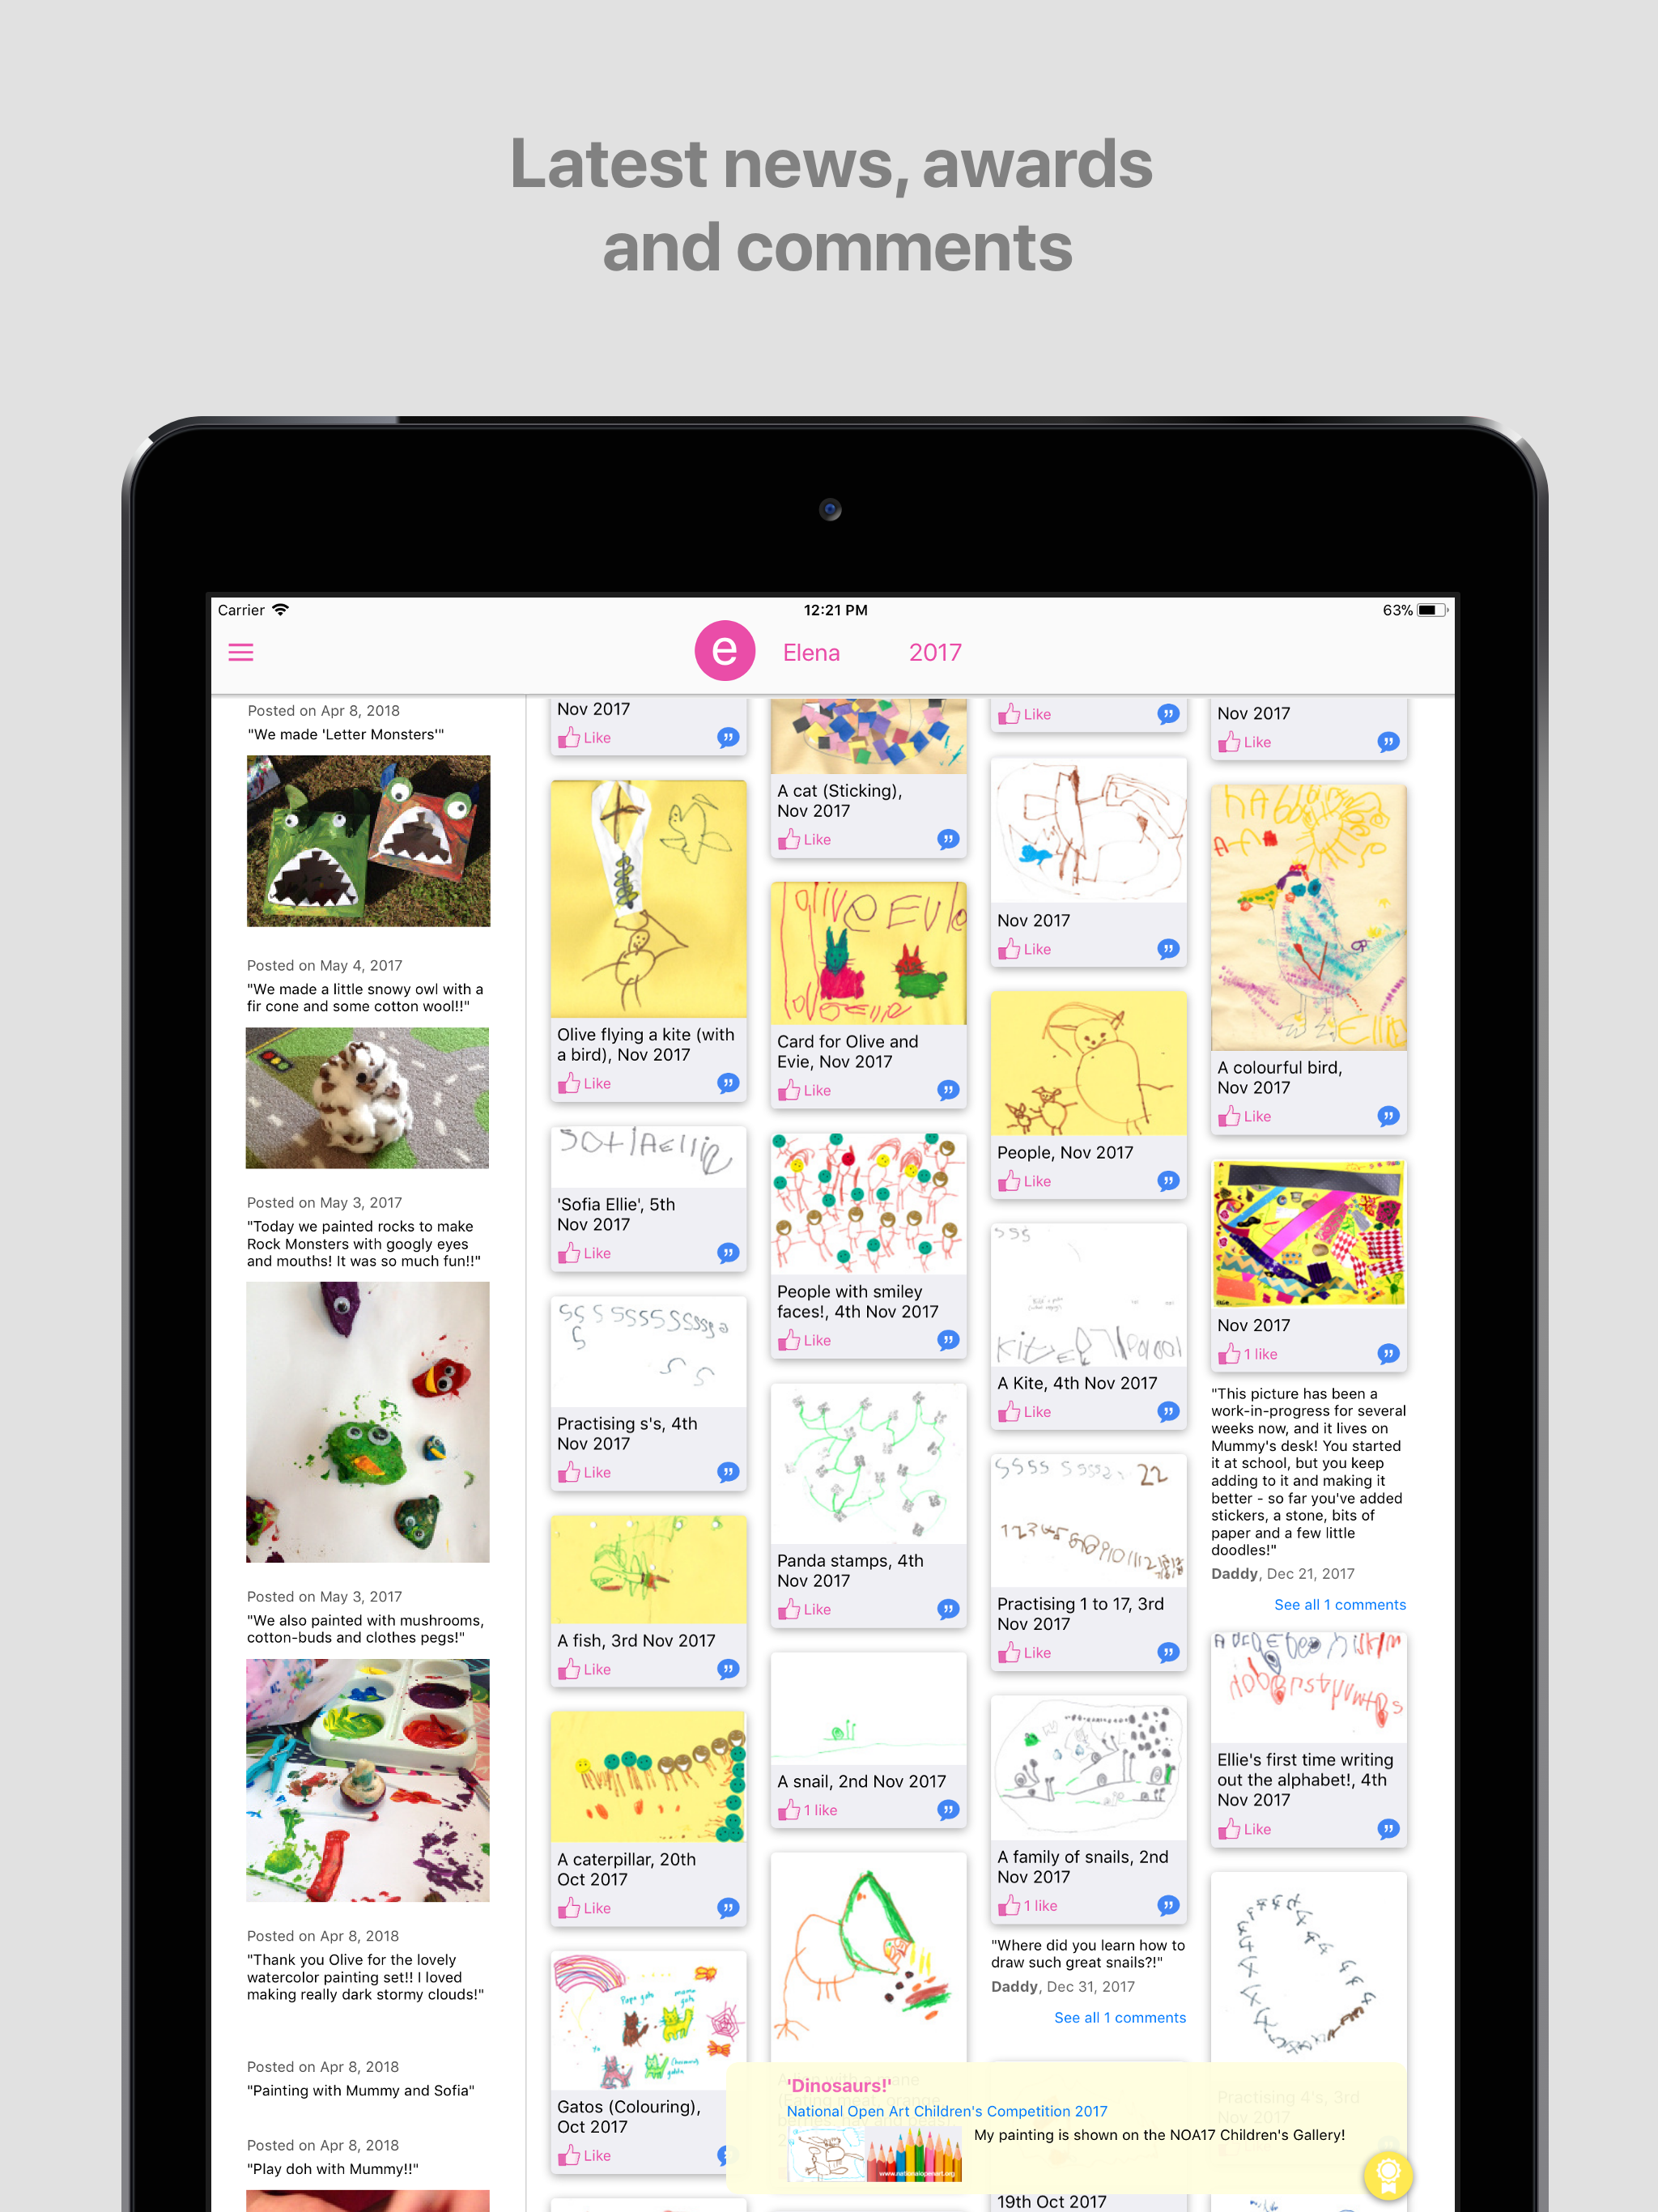 Latest news, awards
and comments
Carrier
12:21 PM
63%
e
Elena
2017
Posted on Apr 8, 2018
"We made 'Letter Monsters'"
Posted on May 4, 2017
"We made a little snowy owl with a
fir cone and some cotton wool!!"
Posted on May 3, 2017
"Today we painted rocks to make
Rock Monsters with googly eyes
and mouths! It was so much fun!!"
Posted on May 3, 2017
"We also painted with mushrooms,
cotton-buds and clothes pegs!"
Posted on Apr 8, 2018
"Thank you Olive for the lovely
watercolor painting set!! I loved
making really dark stormy clouds!"
Posted on Apr 8, 2018
"Painting with Mummy and Sofia"
Posted on Apr 8, 2018
"Play doh with Mummy!!"
Nov 2017
Like
Olive flying a kite (with
a bird), Nov 2017
Like
'Sofia Ellie', 5th
Nov 2017
Like
Practising s's, 4th
Nov 2017
Like
A fish, 3rd Nov 2017
Like
A caterpillar, 20th
Oct 2017
Like
Gatos (Colouring),
Oct 2017
Like
A cat (Sticking),
Nov 2017
Like
Card for Olive and
Evie, Nov 2017
Like
People with smiley
faces!, 4th Nov 2017
Like
Panda stamps, 4th
Nov 2017
Like
A snail, 2nd Nov 2017
1 like
Like
Nov 2017
Like
People, Nov 2017
Like
A Kite, 4th Nov 2017
Like
22
Practising 1 to 17, 3rd
Nov 2017
Like
A family of snails, 2nd
Nov 2017
1 like
"Where did you learn how to
draw such great snails?!"
Daddy, Dec 31, 2017
See all 1 comments
19th Oct 2017
Nov 2017
Like
A colourful bird,
Nov 2017
Like
Nov 2017
1 like
"This picture has been a
work-in-progress for several
weeks now, and it lives on
Mummy's desk! You started
it at school, but you keep
adding to it and making it
better - so far you've added
stickers, a stone, bits of
paper and a few little
doodles!"
Daddy, Dec 21, 2017
See all 1 comments
Ellie's first time writing
out the alphabet!, 4th
Nov 2017
Like
Practising 4's, 3rd
Nov 2017
'Dinosaurs!'
National Open Art Children's Competition 2017
My painting is shown on the NOA17 Children's Gallery!
www.nationalopenart.org